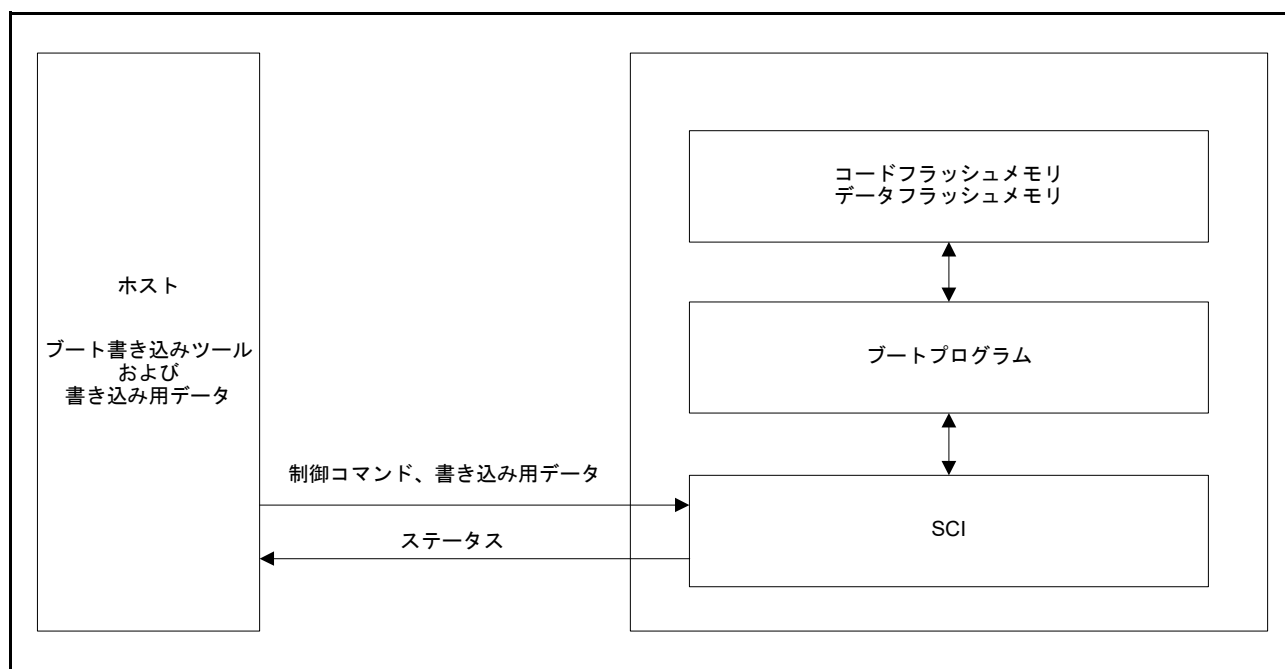 ホスト
ブート書き込みツール
および
書き込み用データ
制御コマンド、書き込み用データ
ステータス
コードフラッシュメモリ
データフラッシュメモリ
ブートプログラム
SCI